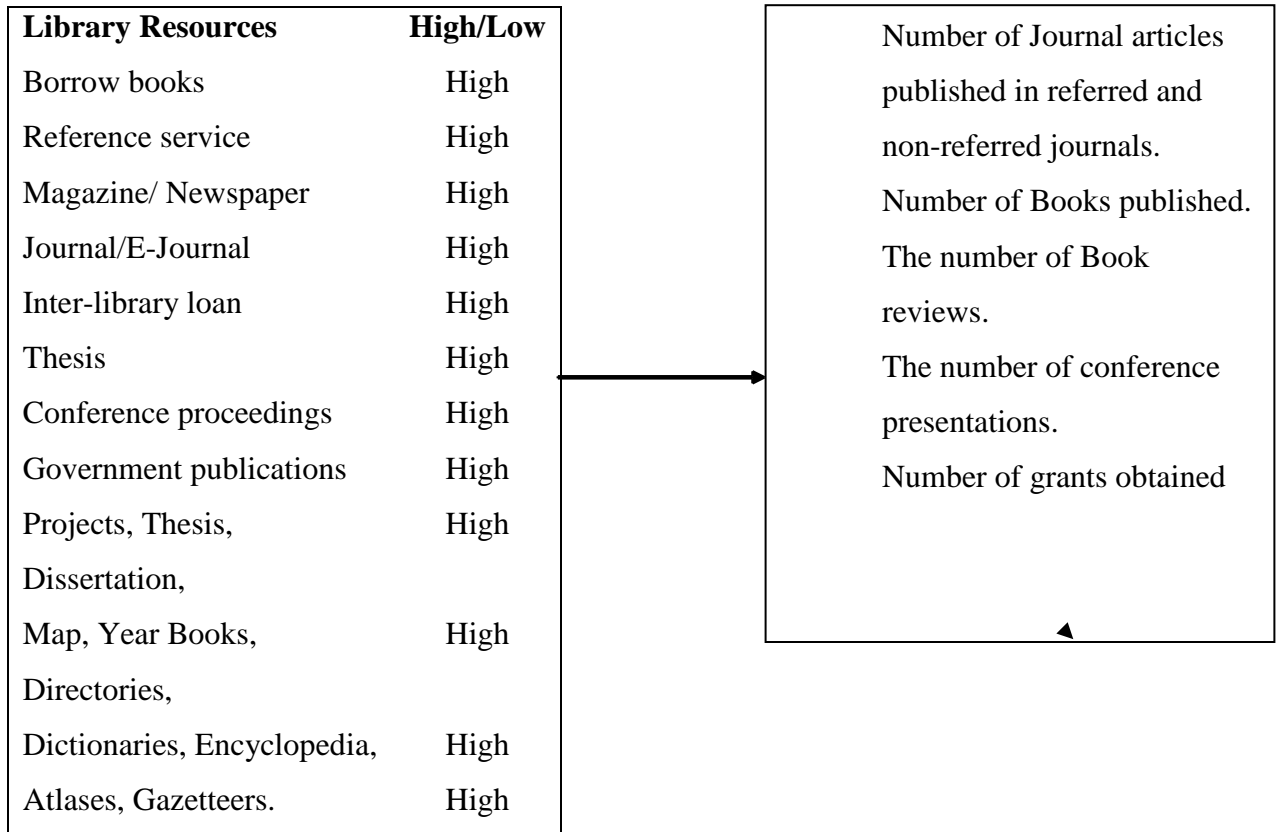 Library Resources High/Low
Borrow books High
Reference service High
Magazine/ Newspaper High
Journal/E-Journal High
Inter-library loan High
Thesis High
Conference proceedings High
Government publications High
Projects, Thesis, High
Dissertation,
Map, Year Books, High
Directories,
Dictionaries, Encyclopedia, High
Atlases, Gazetteers. High
Number of Journal articles
published in referred and
non-referred journals.
Number of Books published.
The number of Book
reviews.
The number of conference
presentations.
Number of grants obtained